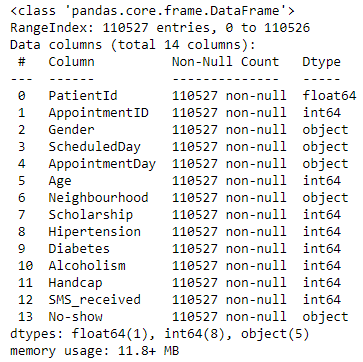 <class 'pandas.core.frame.DataFrame'>
RangeIndex: 110527 entries, 0 to 110526
Data columns (total 14 columns):
 #   Column          Non-Null Count   Dtype
---  ------          --------------   -----
 0   PatientId       110527 non-null  float64
 1   AppointmentID   110527 non-null  int64
 2   Gender          110527 non-null  object
 3   ScheduledDay    110527 non-null  object
 4   AppointmentDay  110527 non-null  object
 5   Age             110527 non-null  int64
 6   Neighbourhood   110527 non-null  object
 7   Scholarship     110527 non-null  int64
 8   Hipertension    110527 non-null  int64
 9   Diabetes        110527 non-null  int64
 10  Alcoholism      110527 non-null  int64
 11  Handcap         110527 non-null  int64
 12  SMS_received    110527 non-null  int64
 13  No-show         110527 non-null  object
dtypes: float64(1), int64(8), object(5)
memory usage: 11.8+ MB